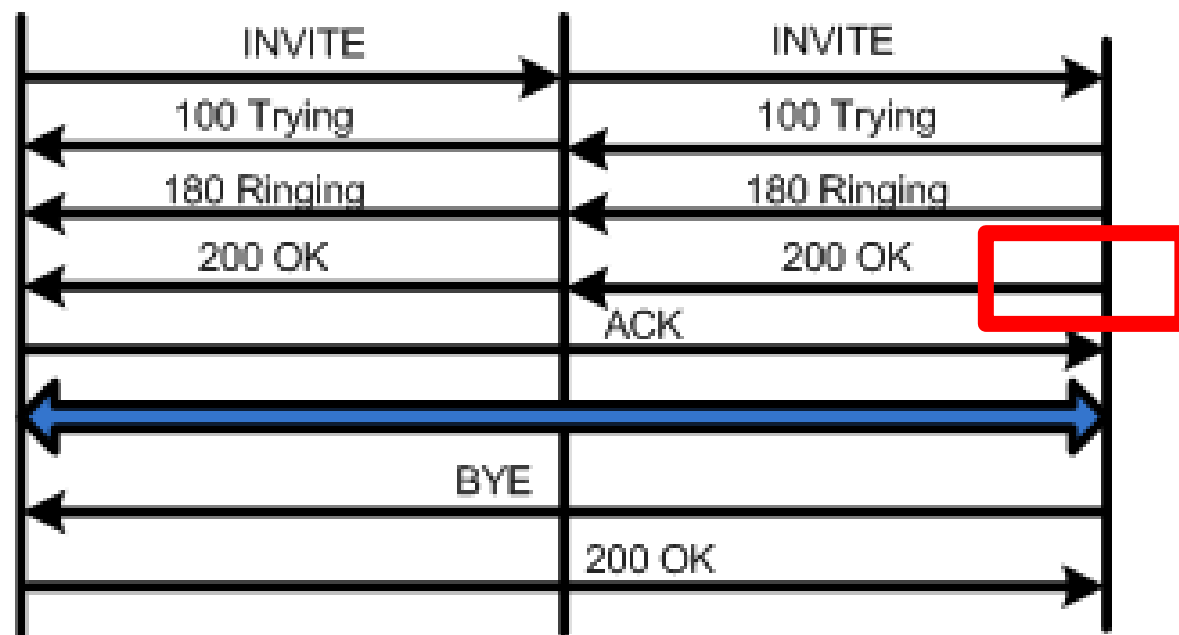 INVITE INVITE
100 Trying 100 Trying
180 Ringing 180 Ringing
200 OK 200 OK
ACK
BYE
200 OK